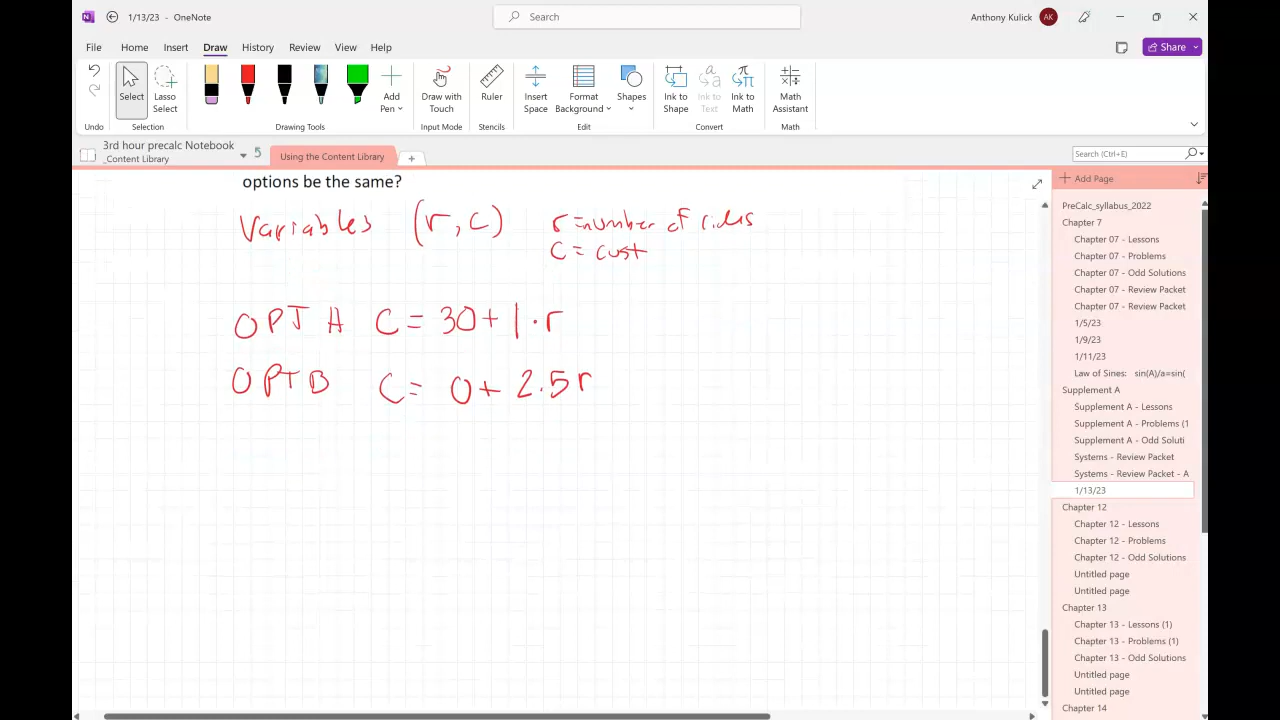 1/13/23 - OneNote
Search
Anthony Kulick
AK
File Home Insert Draw History Review View Help
Share
Undo
Select
Lasso Select
Selection
Drawing Tools
Add Pen
Draw with Touch
Input Mode
Ruler
Stencils
Insert Space
Format Background
Shapes
Edit
Ink to Shape
Ink to Text
Ink to Math
Convert
Math Assistant
Math
3rd hour precalc Notebook
_Content Library
5
Using the Content Library
+
Search (Ctrl+E)
options be the same?
Variables (r, c) r = number of rides
c = cost
OPT A C = 30 + 1 · r
OPT B C = 0 + 2.5 r
Add Page
PreCalc_syllabus_2022
Chapter 7
Chapter 07 - Lessons
Chapter 07 - Problems
Chapter 07 - Odd Solutions
Chapter 07 - Review Packet
Chapter 07 - Review Packet
1/5/23
1/9/23
1/11/23
Law of Sines: sin(A)/a=sin(
Supplement A
Supplement A - Lessons
Supplement A - Problems (1
Supplement A - Odd Soluti
Systems - Review Packet
Systems - Review Packet - A
1/13/23
Chapter 12
Chapter 12 - Lessons
Chapter 12 - Problems
Chapter 12 - Odd Solutions
Untitled page
Untitled page
Chapter 13
Chapter 13 - Lessons (1)
Chapter 13 - Problems (1)
Chapter 13 - Odd Solutions
Untitled page
Untitled page
Chapter 14